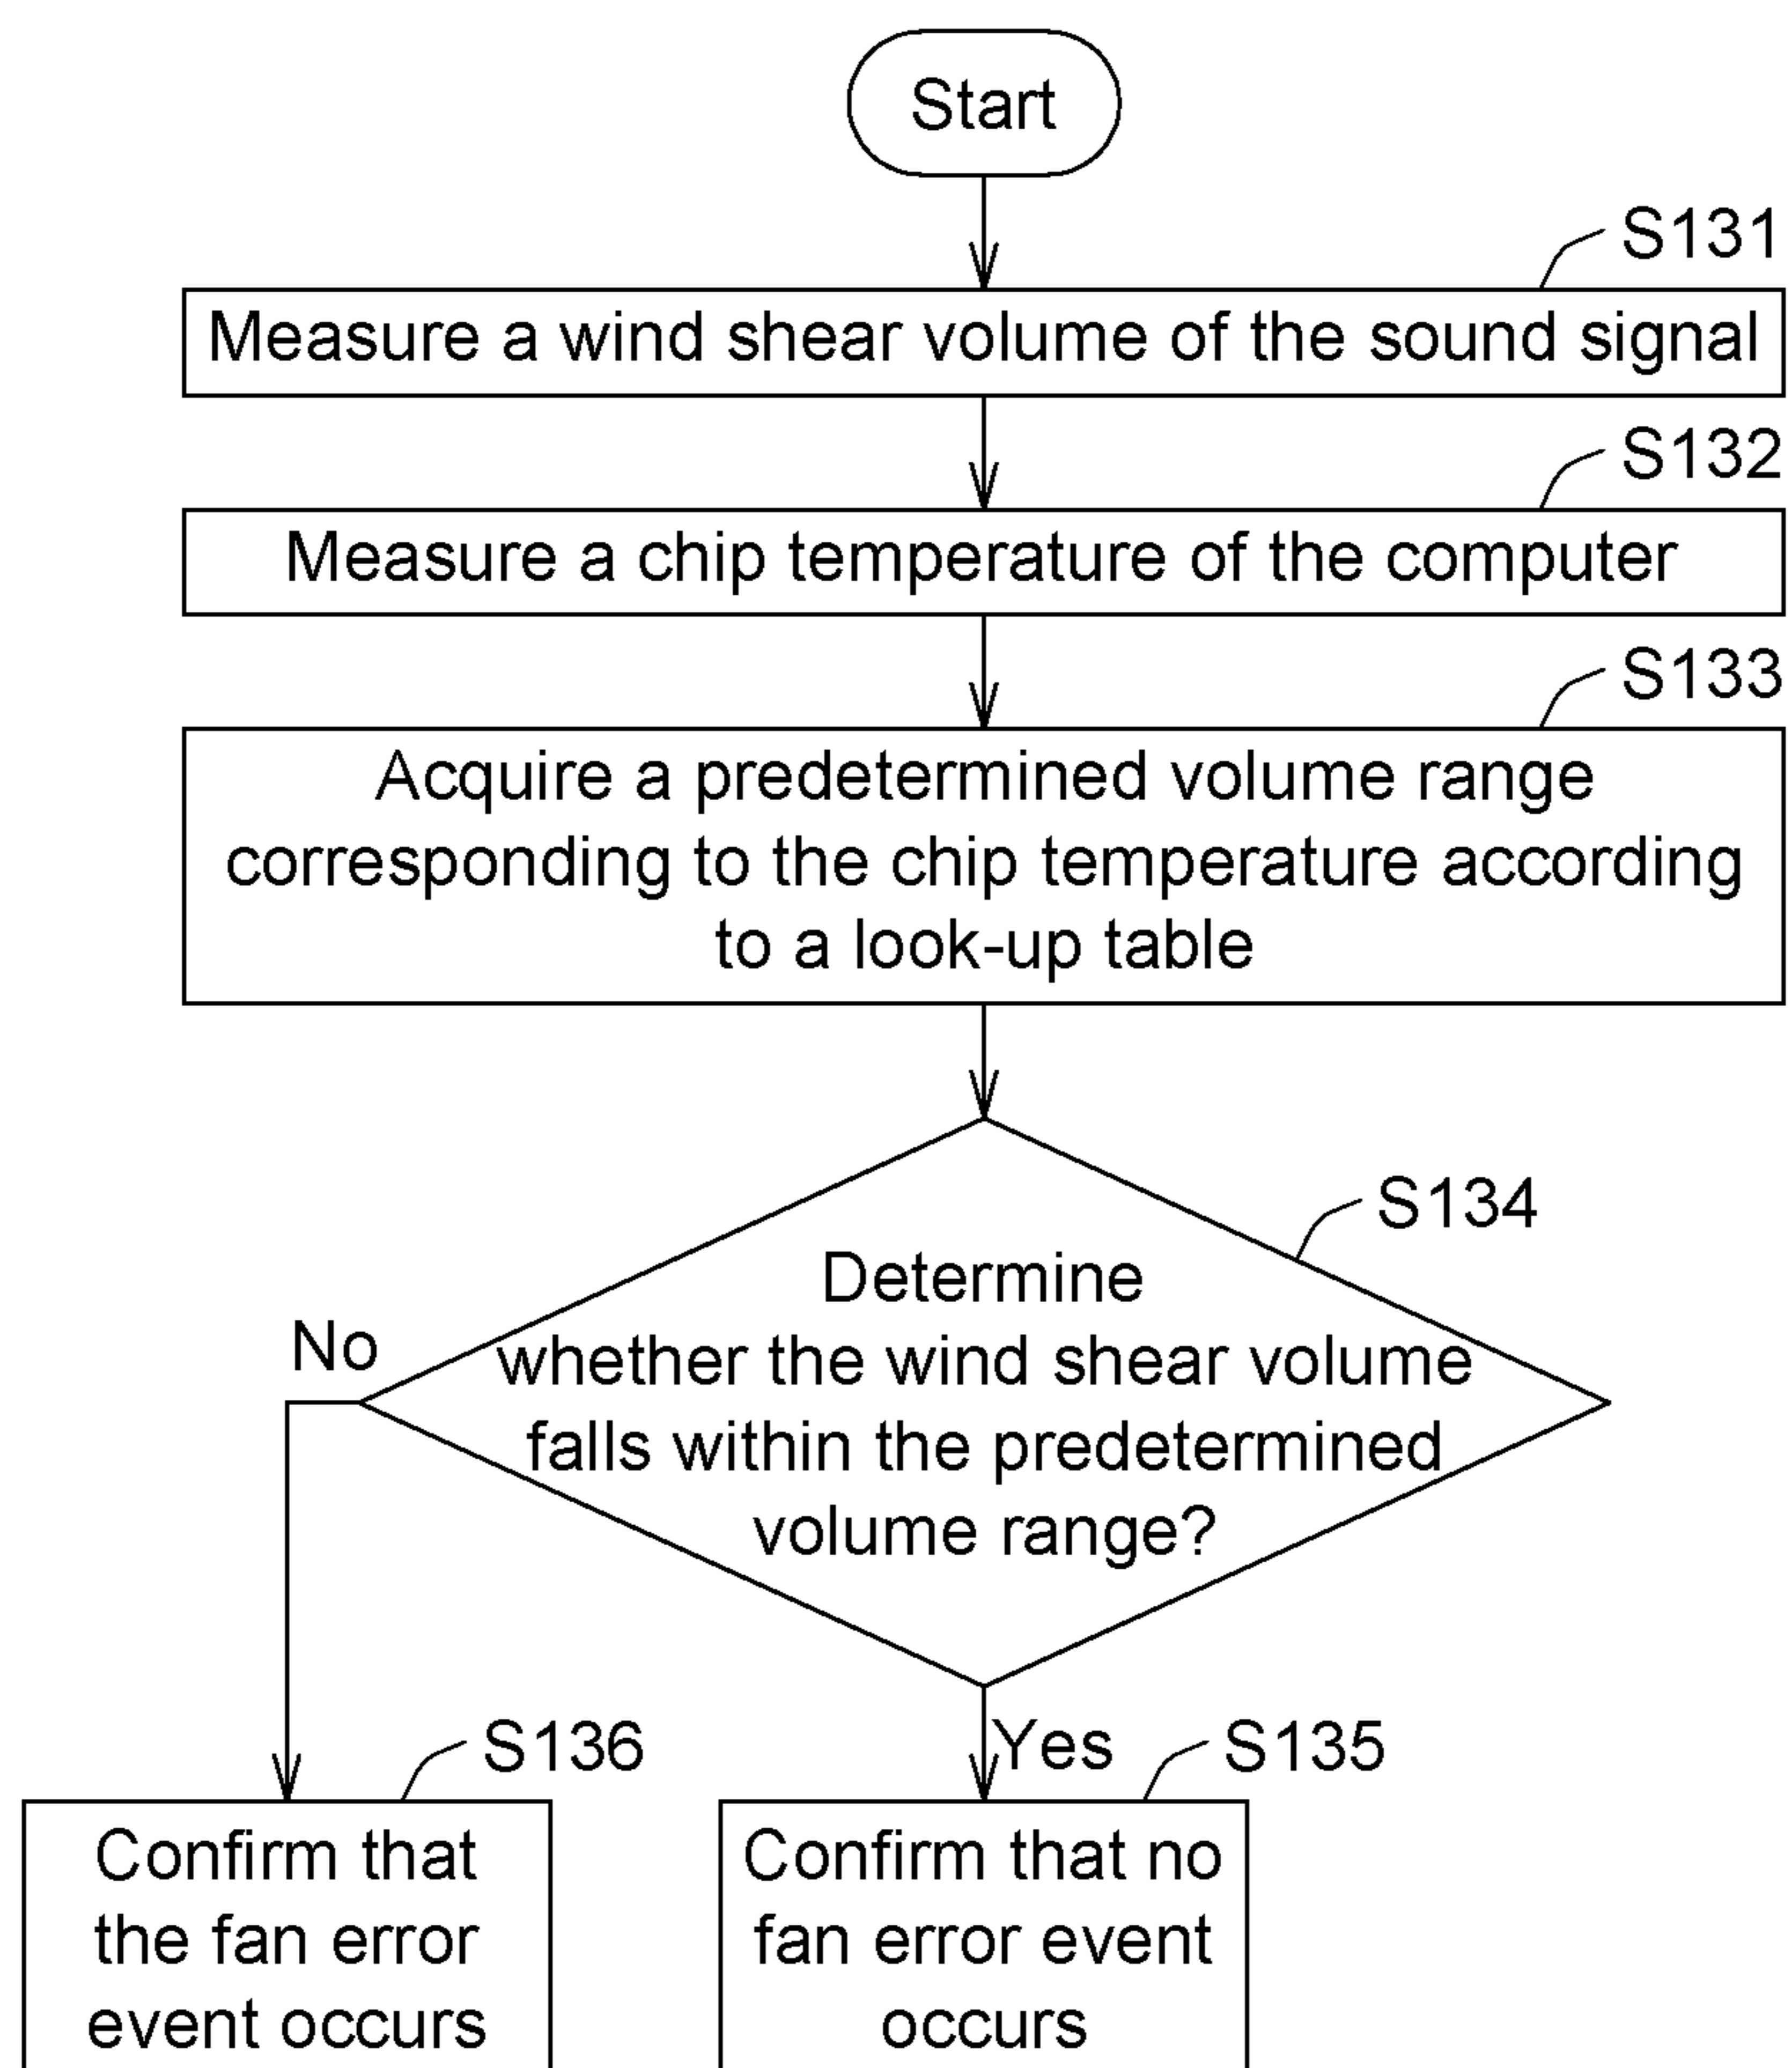 Start
S131
Measure a wind shear volume of the sound signal
S132
Measure a chip temperature of the computer
S133
Acquire a predetermined volume range
corresponding to the chip temperature according
to a look-up table
S134
Determine
whether the wind shear volume
falls within the predetermined
volume range?
No
Yes
S136
Confirm that
the fan error
event occurs
S135
Confirm that no
fan error event
occurs